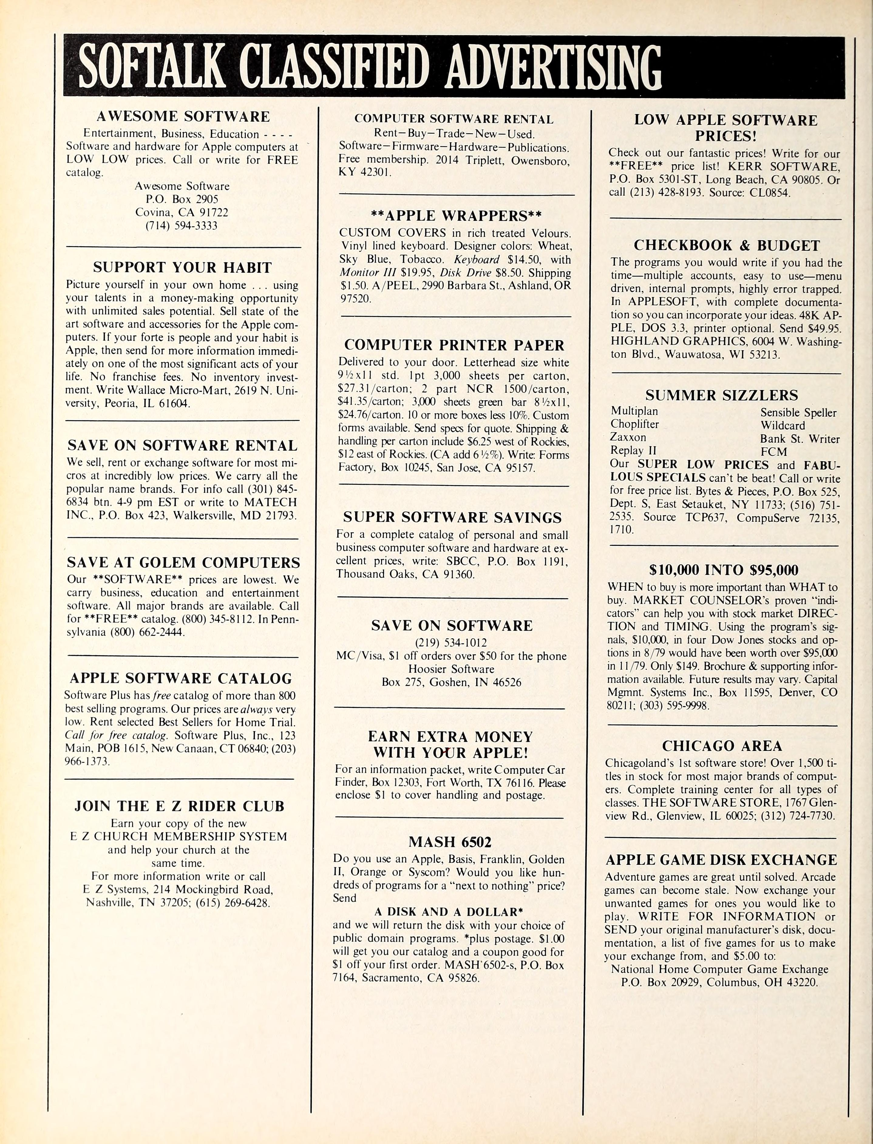 SOFTALK CLASSIFIED ADVERTISING
AWESOME SOFTWARE
Entertainment, Business, Education - - - -
Software and hardware for Apple computers at
LOW LOW prices. Call or write for FREE
catalog.
Awesome Software
P.O. Box 2905
Covina, CA 91722
(714) 594-3333
SUPPORT YOUR HABIT
Picture yourself in your own home . . . using
your talents in a money-making opportunity
with unlimited sales potential. Sell state of the
art software and accessories for the Apple com-
puters. If your forte is people and your habit is
Apple, then send for more information immedi-
ately on one of the most significant acts of your
life. No franchise fees. No inventory invest-
ment. Write Wallace Micro-Mart, 2619 N. Uni-
versity, Peoria, IL 61604.
SAVE ON SOFTWARE RENTAL
We sell, rent or exchange software for most mi-
cros at incredibly low prices. We carry all the
popular name brands. For info call (301) 845-
6834 btn. 4-9 pm EST or write to MATECH
INC., P.O. Box 423, Walkersville, MD 21793.
SAVE AT GOLEM COMPUTERS
Our **SOFTWARE** prices are lowest. We
carry business, education and entertainment
software. All major brands are available. Call
for **FREE** catalog. (800) 345-8112. In Penn-
sylvania (800) 662-2444.
APPLE SOFTWARE CATALOG
Software Plus has free catalog of more than 800
best selling programs. Our prices are always very
low. Rent selected Best Sellers for Home Trial.
Call for free catalog. Software Plus, Inc., 123
Main, POB 1615, New Canaan, CT 06840; (203)
966-1373.
JOIN THE E Z RIDER CLUB
Earn your copy of the new
E Z CHURCH MEMBERSHIP SYSTEM
and help your church at the
same time.
For more information write or call
E Z Systems, 214 Mockingbird Road,
Nashville, TN 37205; (615) 269-6428.
COMPUTER SOFTWARE RENTAL
Rent—Buy—Trade—New—Used.
Software—Firmware—Hardware—Publications.
Free membership. 2014 Triplett, Owensboro,
KY 42301.
**APPLE WRAPPERS**
CUSTOM COVERS in rich treated Velours.
Vinyl lined keyboard. Designer colors: Wheat,
Sky Blue, Tobacco. Keyboard $14.50, with
Monitor III $19.95, Disk Drive $8.50. Shipping
$1.50. A/PEEL, 2990 Barbara St., Ashland, OR
97520.
COMPUTER PRINTER PAPER
Delivered to your door. Letterhead size white
9½x11 std. 1pt 3,000 sheets per carton,
$27.31/carton; 2 part NCR 1500/carton,
$41.35/carton; 3,000 sheets green bar 8½x11,
$24.76/carton. 10 or more boxes less 10%. Custom
forms available. Send specs for quote. Shipping &
handling per carton include $6.25 west of Rockies,
$12 east of Rockies. (CA add 6½%). Write: Forms
Factory, Box 10245, San Jose, CA 95157.
SUPER SOFTWARE SAVINGS
For a complete catalog of personal and small
business computer software and hardware at ex-
cellent prices, write: SBCC, P.O. Box 1191,
Thousand Oaks, CA 91360.
SAVE ON SOFTWARE
(219) 534-1012
MC/Visa, $1 off orders over $50 for the phone
Hoosier Software
Box 275, Goshen, IN 46526
EARN EXTRA MONEY
WITH YOUR APPLE!
For an information packet, write Computer Car
Finder, Box 12303, Fort Worth, TX 76116. Please
enclose $1 to cover handling and postage.
MASH 6502
Do you use an Apple, Basis, Franklin, Golden
II, Orange or Syscom? Would you like hun-
dreds of programs for a “next to nothing” price?
Send
A DISK AND A DOLLAR*
and we will return the disk with your choice of
public domain programs. *plus postage. $1.00
will get you our catalog and a coupon good for
$1 off your first order. MASH 6502-s, P.O. Box
7164, Sacramento, CA 95826.
LOW APPLE SOFTWARE
PRICES!
Check out our fantastic prices! Write for our
**FREE** price list! KERR SOFTWARE,
P.O. Box 5301-ST, Long Beach, CA 90805. Or
call (213) 428-8193. Source: CL0854.
CHECKBOOK & BUDGET
The programs you would write if you had the
time—multiple accounts, easy to use—menu
driven, internal prompts, highly error trapped.
In APPLESOFT, with complete documenta-
tion so you can incorporate your ideas. 48K AP-
PLE, DOS 3.3, printer optional. Send $49.95.
HIGHLAND GRAPHICS, 6004 W. Washing-
ton Blvd., Wauwatosa, WI 53213.
SUMMER SIZZLERS
Multiplan Sensible Speller
Choplifter Wildcard
Zaxxon Bank St. Writer
Replay II FCM
Our SUPER LOW PRICES and FABU-
LOUS SPECIALS can't be beat! Call or write
for free price list. Bytes & Pieces, P.O. Box 525,
Dept. S, East Setauket, NY 11733; (516) 751-
2535. Source TCP637, CompuServe 72135,
1710.
$10,000 INTO $95,000
WHEN to buy is more important than WHAT to
buy. MARKET COUNSELOR's proven “indi-
cators” can help you with stock market DIREC-
TION and TIMING. Using the program's sig-
nals, $10,000, in four Dow Jones stocks and op-
tions in 8/79 would have been worth over $95,000
in 11/79. Only $149. Brochure & supporting infor-
mation available. Future results may vary. Capital
Mgmnt. Systems Inc., Box 11595, Denver, CO
80211; (303) 595-9998.
CHICAGO AREA
Chicagoland's 1st software store! Over 1,500 ti-
tles in stock for most major brands of comput-
ers. Complete training center for all types of
classes. THE SOFTWARE STORE, 1767 Glen-
view Rd., Glenview, IL 60025; (312) 724-7730.
APPLE GAME DISK EXCHANGE
Adventure games are great until solved. Arcade
games can become stale. Now exchange your
unwanted games for ones you would like to
play. WRITE FOR INFORMATION or
SEND your original manufacturer's disk, docu-
mentation, a list of five games for us to make
your exchange from, and $5.00 to:
National Home Computer Game Exchange
P.O. Box 20929, Columbus, OH 43220.